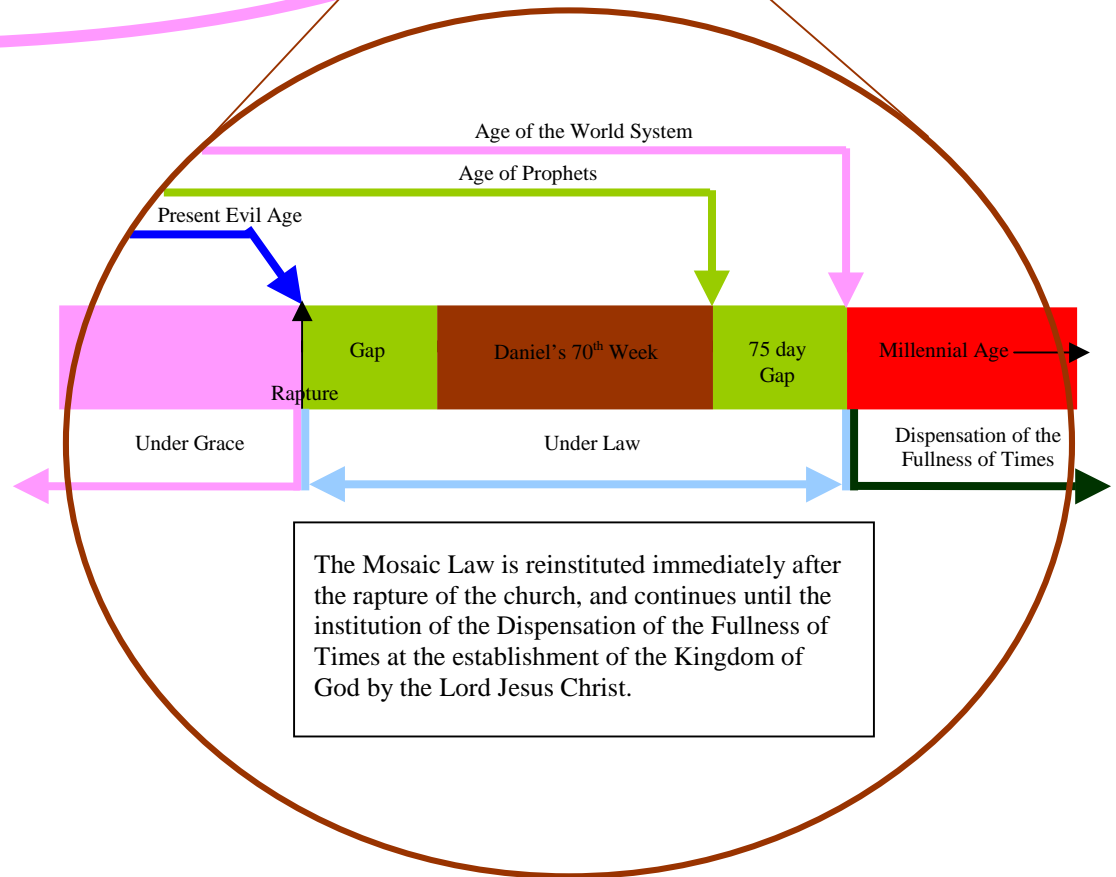 Age of the World System
Age of Prophets
Present Evil Age
Gap
Daniel's 70th Week
75 day
Gap
Millennial Age
Rapture
Under Grace
Under Law
Dispensation of the
Fullness of Times
The Mosaic Law is reinstituted immediately after
the rapture of the church, and continues until the
institution of the Dispensation of the Fullness of
Times at the establishment of the Kingdom of
God by the Lord Jesus Christ.